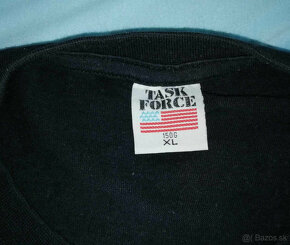 TASK
FORCE
150G
XL
© bazos.sk